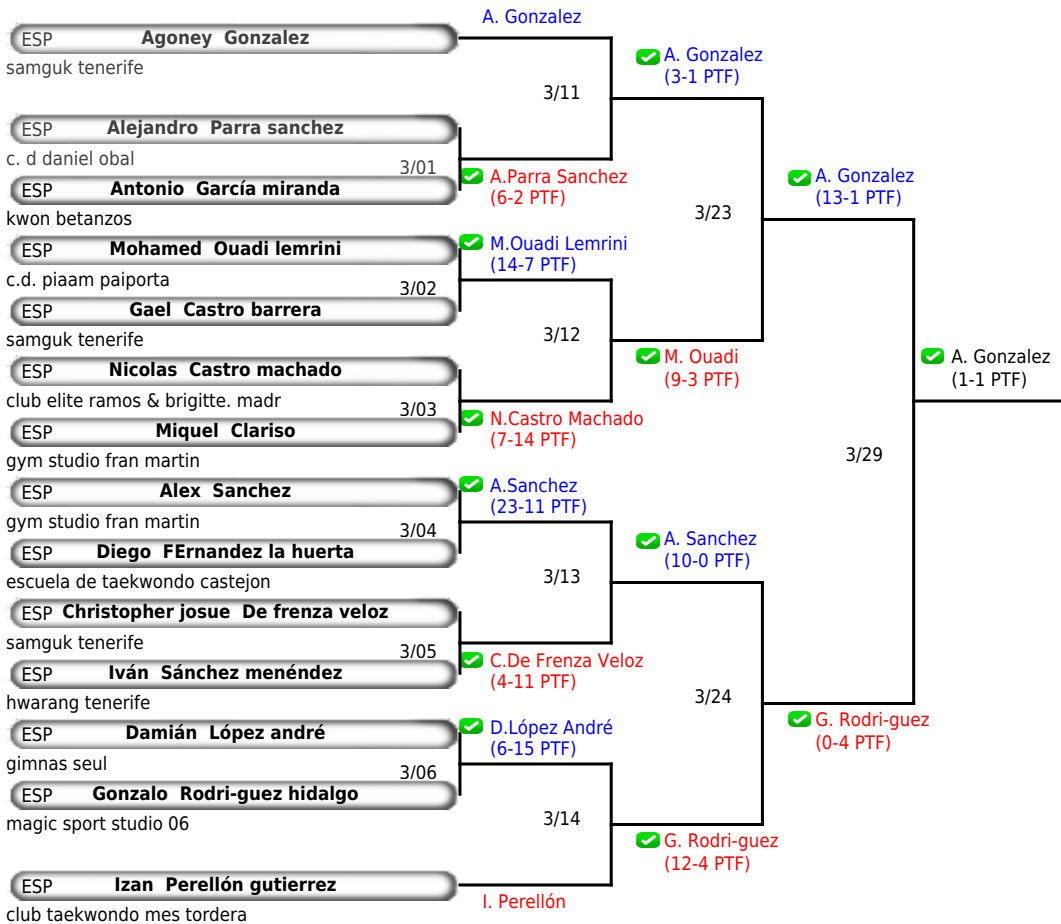 A. Gonzalez
ESP Agoney Gonzalez
samguk tenerife
A. Gonzalez
(3-1 PTF)
3/11
ESP Alejandro Parra sanchez
c. d daniel obal
3/01
A.Parra Sanchez
(6-2 PTF)
ESP Antonio García miranda
kwon betanzos
A. Gonzalez
(13-1 PTF)
3/23
ESP Mohamed Ouadi lemrini
c.d. piaam paiporta
M.Ouadi Lemrini
(14-7 PTF)
3/02
ESP Gael Castro barrera
samguk tenerife
3/12
M. Ouadi
(9-3 PTF)
A. Gonzalez
(1-1 PTF)
ESP Nicolas Castro machado
club elite ramos & brigitte. madr
3/03
N.Castro Machado
(7-14 PTF)
ESP Miquel Clariso
gym studio fran martin
3/29
ESP Alex Sanchez
gym studio fran martin
A.Sanchez
(23-11 PTF)
3/04
ESP Diego FErnandez la huerta
escuela de taekwondo castejon
A. Sanchez
(10-0 PTF)
3/13
ESP Christopher josue De frenza veloz
samguk tenerife
3/05
C.De Frenza Veloz
(4-11 PTF)
ESP Iván Sánchez menéndez
hwarang tenerife
3/24
G. Rodri-guez
(0-4 PTF)
ESP Damián López andré
gimnas seul
D.López André
(6-15 PTF)
3/06
ESP Gonzalo Rodri-guez hidalgo
magic sport studio 06
3/14
G. Rodri-guez
(12-4 PTF)
ESP Izan Perellón gutierrez
club taekwondo mes tordera
I. Perellón